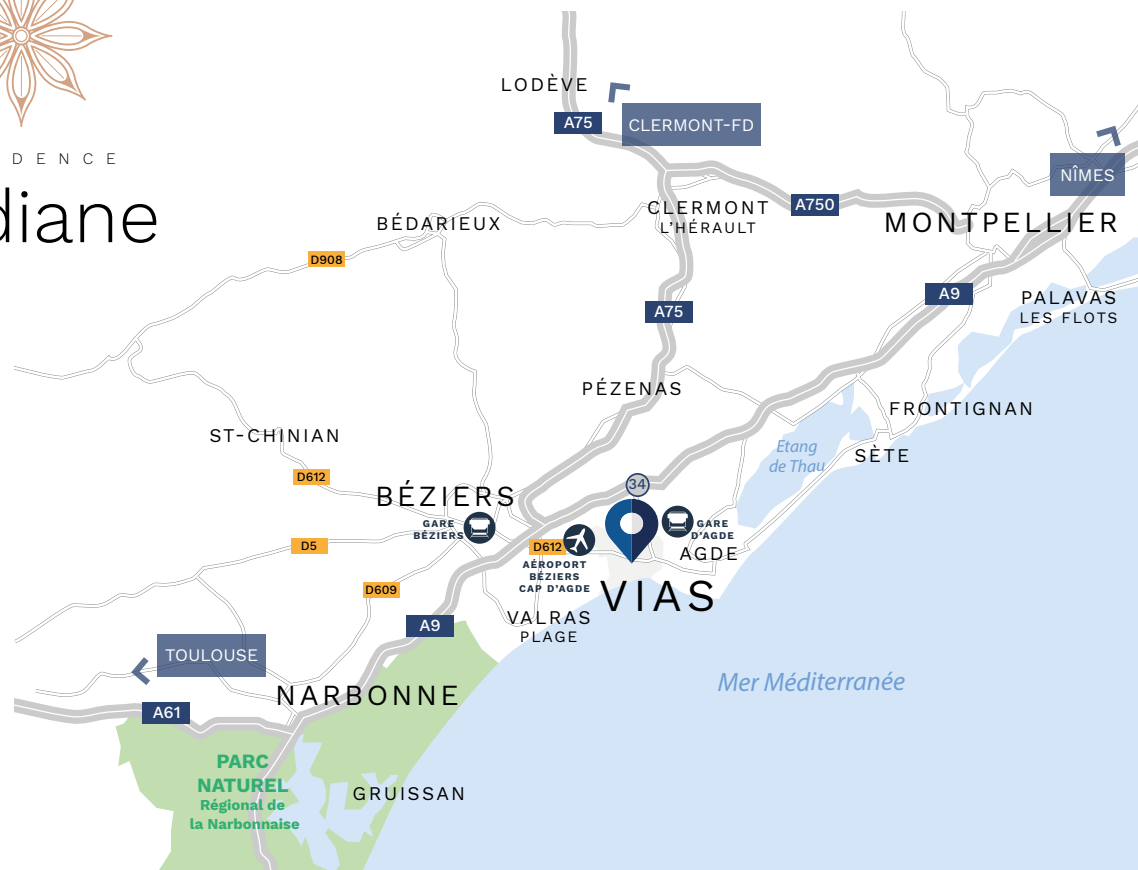 LODÈVE
A75
CLERMONT-FD
DENCE
NÎMES
diane
A750
CLERMONT
L'HÉRAULT
BÉDARIEUX
MONTPELLIER
D908
A9
PALAVAS
LES FLOTS
A75
PÉZENAS
FRONTIGNAN
ST-CHINIAN
Etang
de Thau
SÈTE
D612
34
BÉZIERS
GARE
BÉZIERS
GARE
D'AGDE
D5
D612
AGDE
AÉROPORT
BÉZIERS
CAP D'AGDE
D609
VIAS
VALRAS
PLAGE
A9
TOULOUSE
Mer Méditerranée
NARBONNE
A61
PARC
NATUREL
Régional de
la Narbonnaise
GRUISSAN